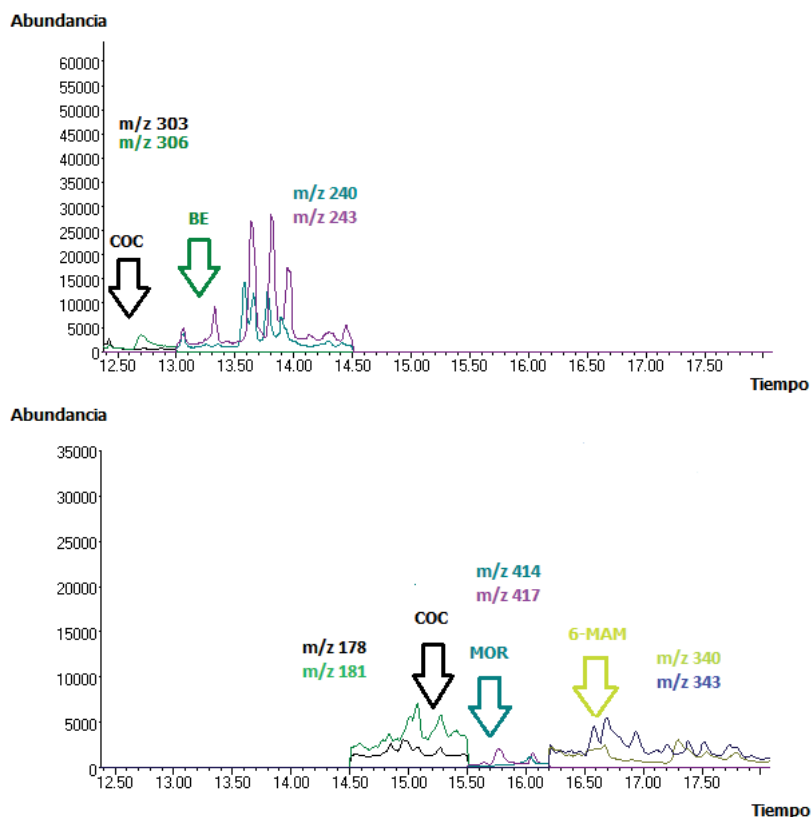 Abundancia
60000
55000
50000
45000
40000
35000
30000
25000
20000
15000
10000
5000
0
m/z 303
m/z 306
COC
BE
m/z 240
m/z 243
12.50 13.00 13.50 14.00 14.50 15.00 15.50 16.00 16.50 17.00 17.50
Tiempo
Abundancia
35000
30000
25000
20000
15000
10000
5000
0
m/z 178
m/z 181
COC
m/z 414
m/z 417
MOR
6-MAM
m/z 340
m/z 343
12.50 13.00 13.50 14.00 14.50 15.00 15.50 16.00 16.50 17.00 17.50
Tiempo